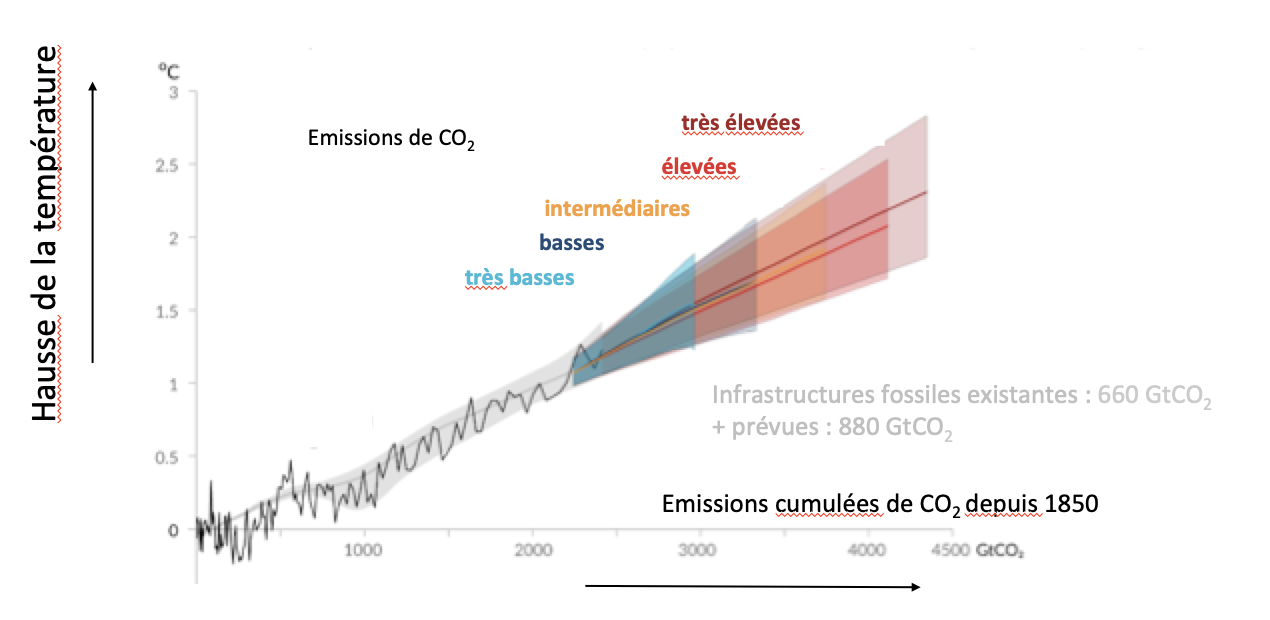 Hausse de la température
°C
3
2.5
2
1.5
1
0.5
0
Emissions de CO₂
très élevées
élevées
intermédiaires
basses
très basses
Infrastructures fossiles existantes : 660 GtCO₂
+ prévues : 880 GtCO₂
Emissions cumulées de CO₂ depuis 1850
1000 2000 3000 4000 4500 GtCO₂